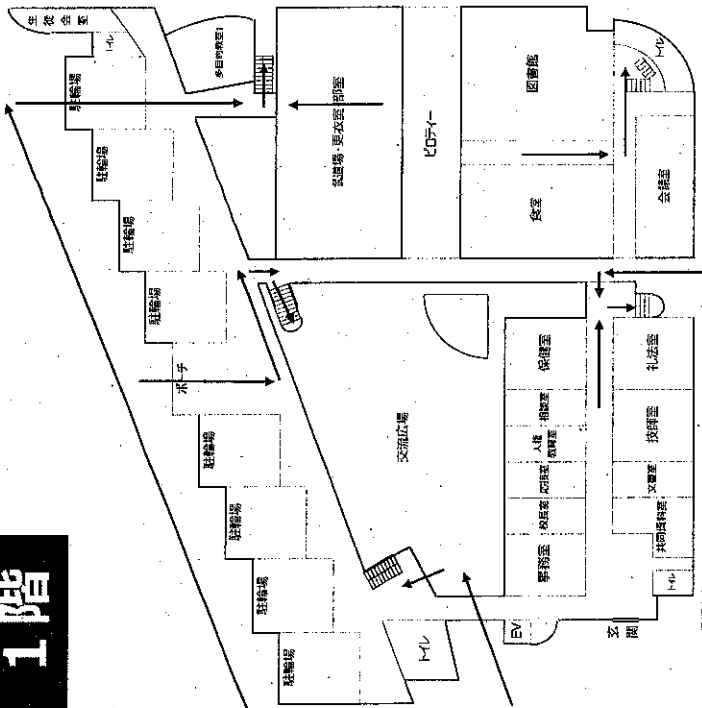 1階
生徒会室
トイレ
駐輪場
駐輪場
駐輪場
駐輪場
ポーチ
駐輪場
駐輪場
駐輪場
駐輪場
多目的教室1
武道場・更衣室・部室
交流広場
トイレ
ピロティー
EV
事務室
校長室
応接室
人権
教育室
相談室
保健室
食堂
図書館
玄関
トイレ
共同資料室
文書室
技師室
礼法室
会議室
トイレ